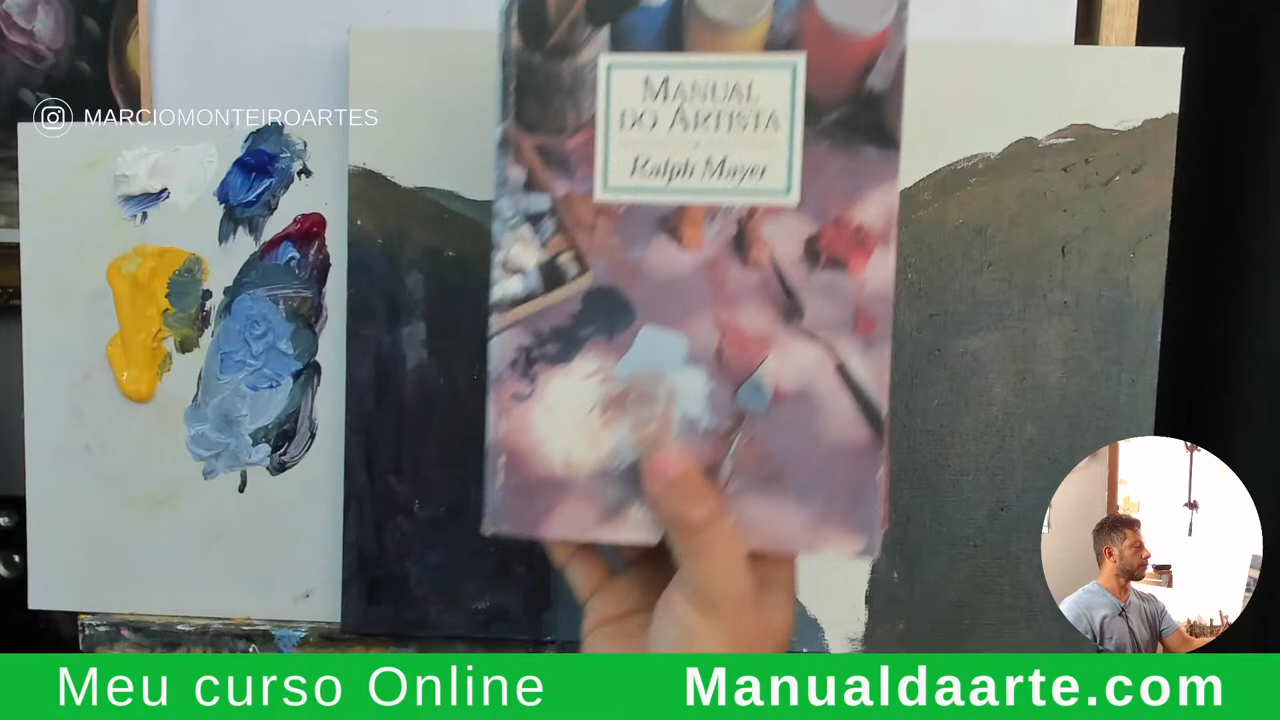 MARCIOMONTEIROARTES
MANUAL
DO ARTISTA
Ralph Mayer
Meu curso Online
Manualdaarte.com